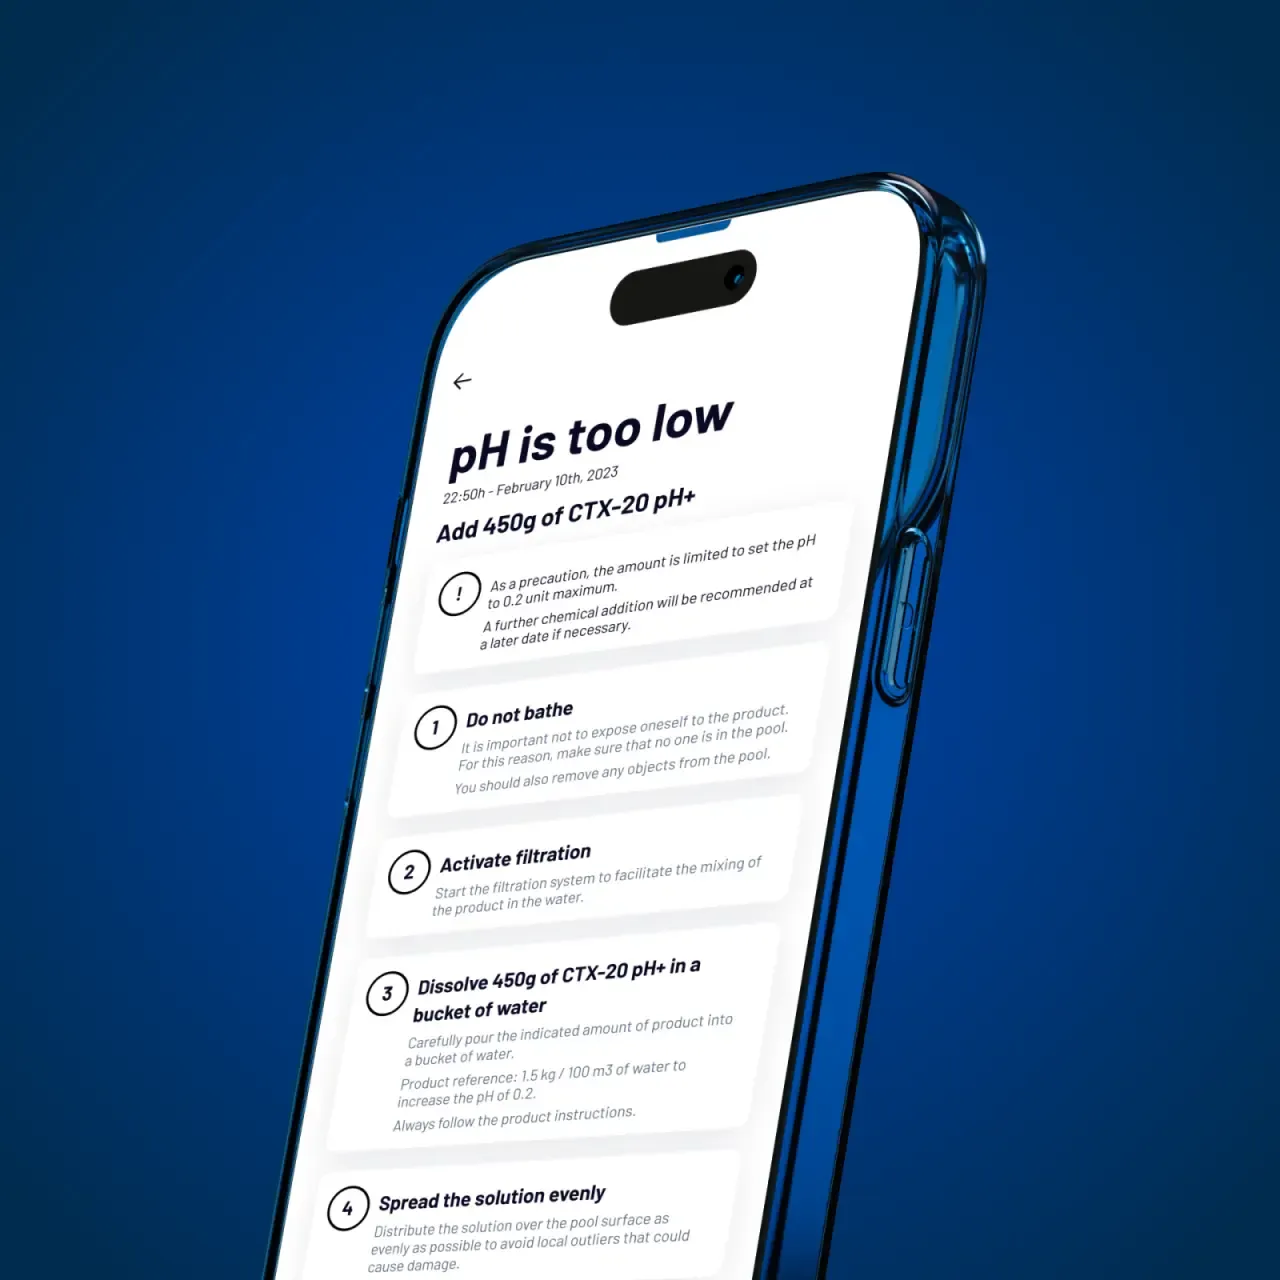 pH is too low
22:50h - February 10th, 2023
Add 450g of CTX-20 pH+
!
As a precaution, the amount is limited to set the pH
to 0.2 unit maximum.
A further chemical addition will be recommended at
a later date if necessary.
1
Do not bathe
It is important not to expose oneself to the product.
For this reason, make sure that no one is in the pool.
You should also remove any objects from the pool.
2
Activate filtration
Start the filtration system to facilitate the mixing of
the product in the water.
3
Dissolve 450g of CTX-20 pH+ in a
bucket of water
Carefully pour the indicated amount of product into
a bucket of water.
Product reference: 1.5 kg / 100 m3 of water to
increase the pH of 0.2.
Always follow the product instructions.
4
Spread the solution evenly
Distribute the solution over the pool surface as
evenly as possible to avoid local outliers that could
cause damage.